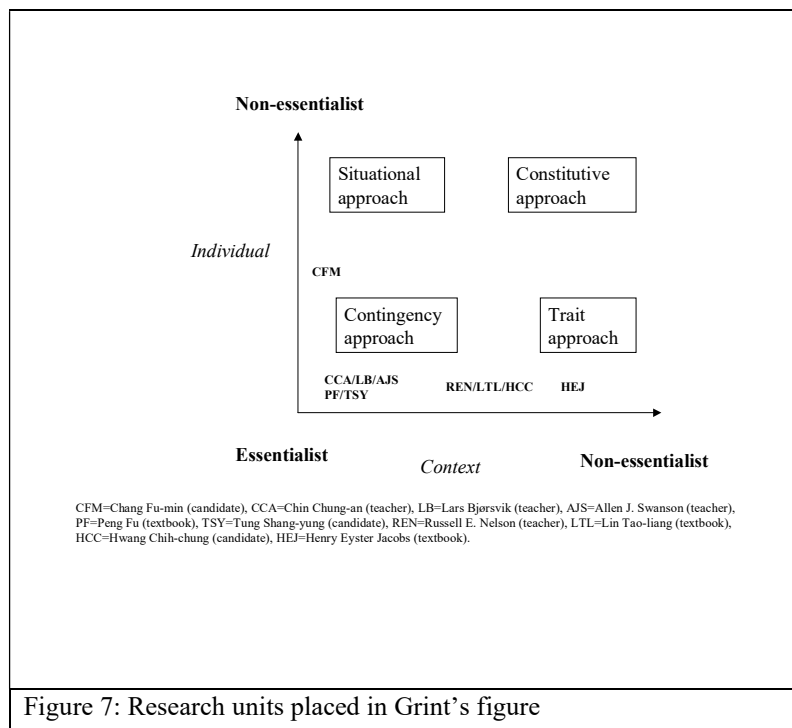 Non-essentialist
Situational
approach
Constitutive
approach
Individual
CFM
Contingency
approach
Trait
approach
CCA/LB/AJS
PF/TSY
REN/LTL/HCC
HEJ
Essentialist
Context
Non-essentialist
CFM=Chang Fu-min (candidate), CCA=Chin Chung-an (teacher), LB=Lars Bjørsvik (teacher), AJS=Allen J. Swanson (teacher),
PF=Peng Fu (textbook), TSY=Tung Shang-yung (candidate), REN=Russell E. Nelson (teacher), LTL=Lin Tao-liang (textbook),
HCC=Hwang Chih-chung (candidate), HEJ=Henry Eyster Jacobs (textbook).
Figure 7: Research units placed in Grint’s figure